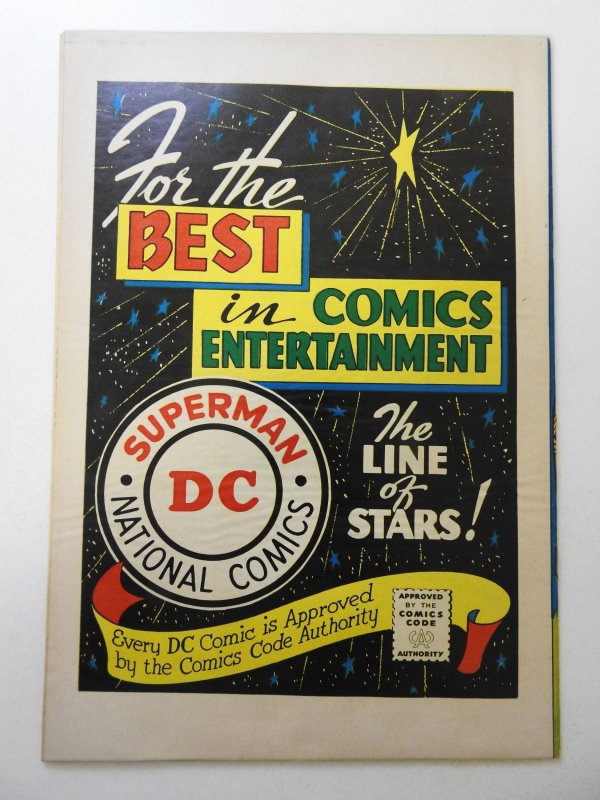 For the
BEST
in COMICS
ENTERTAINMENT
SUPERMAN
DC
NATIONAL COMICS
The
LINE
of
STARS!
Every DC Comic is Approved
by the Comics Code Authority
APPROVED
BY THE
COMICS
CODE
CAC
AUTHORITY